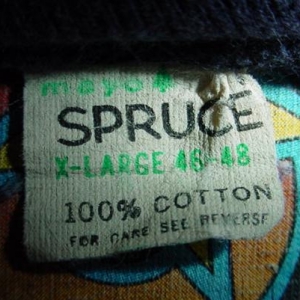 mayo
SPRUCE
X-LARGE 46-48
100% COTTON
FOR CARE SEE REVERSE